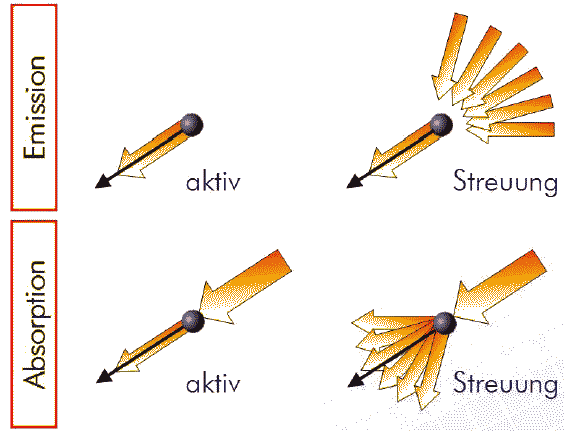 Emission
aktiv
Streuung
Absorption
aktiv
Streuung